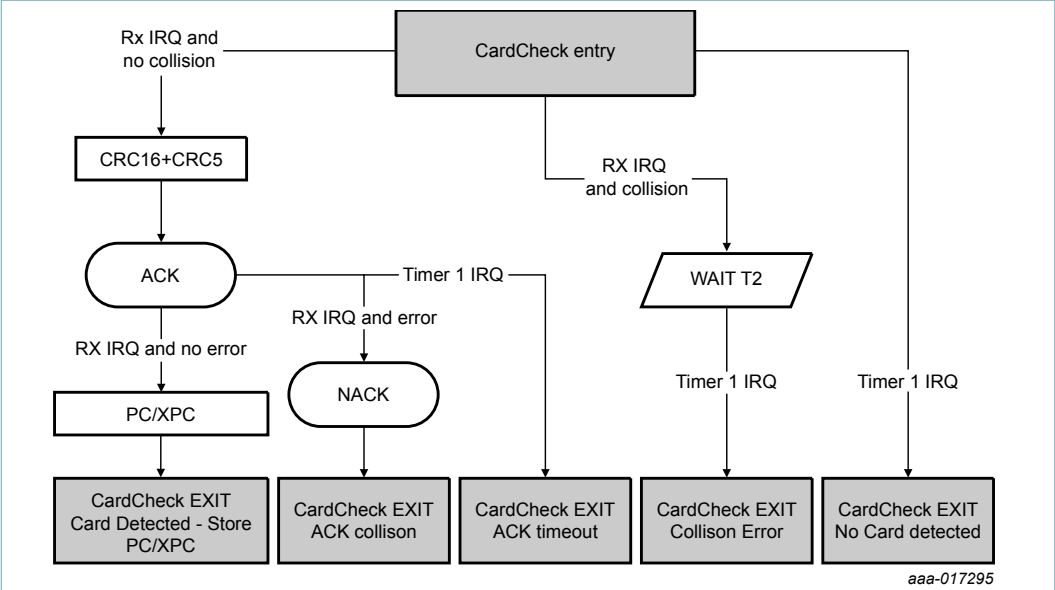 Rx IRQ and
no collision
CardCheck entry
CRC16+CRC5
RX IRQ
and collision
ACK
Timer 1 IRQ
WAIT T2
RX IRQ and error
RX IRQ and no error
Timer 1 IRQ
Timer 1 IRQ
NACK
PC/XPC
CardCheck EXIT
Card Detected - Store
PC/XPC
CardCheck EXIT
ACK collison
CardCheck EXIT
ACK timeout
CardCheck EXIT
Collison Error
CardCheck EXIT
No Card detected
aaa-017295